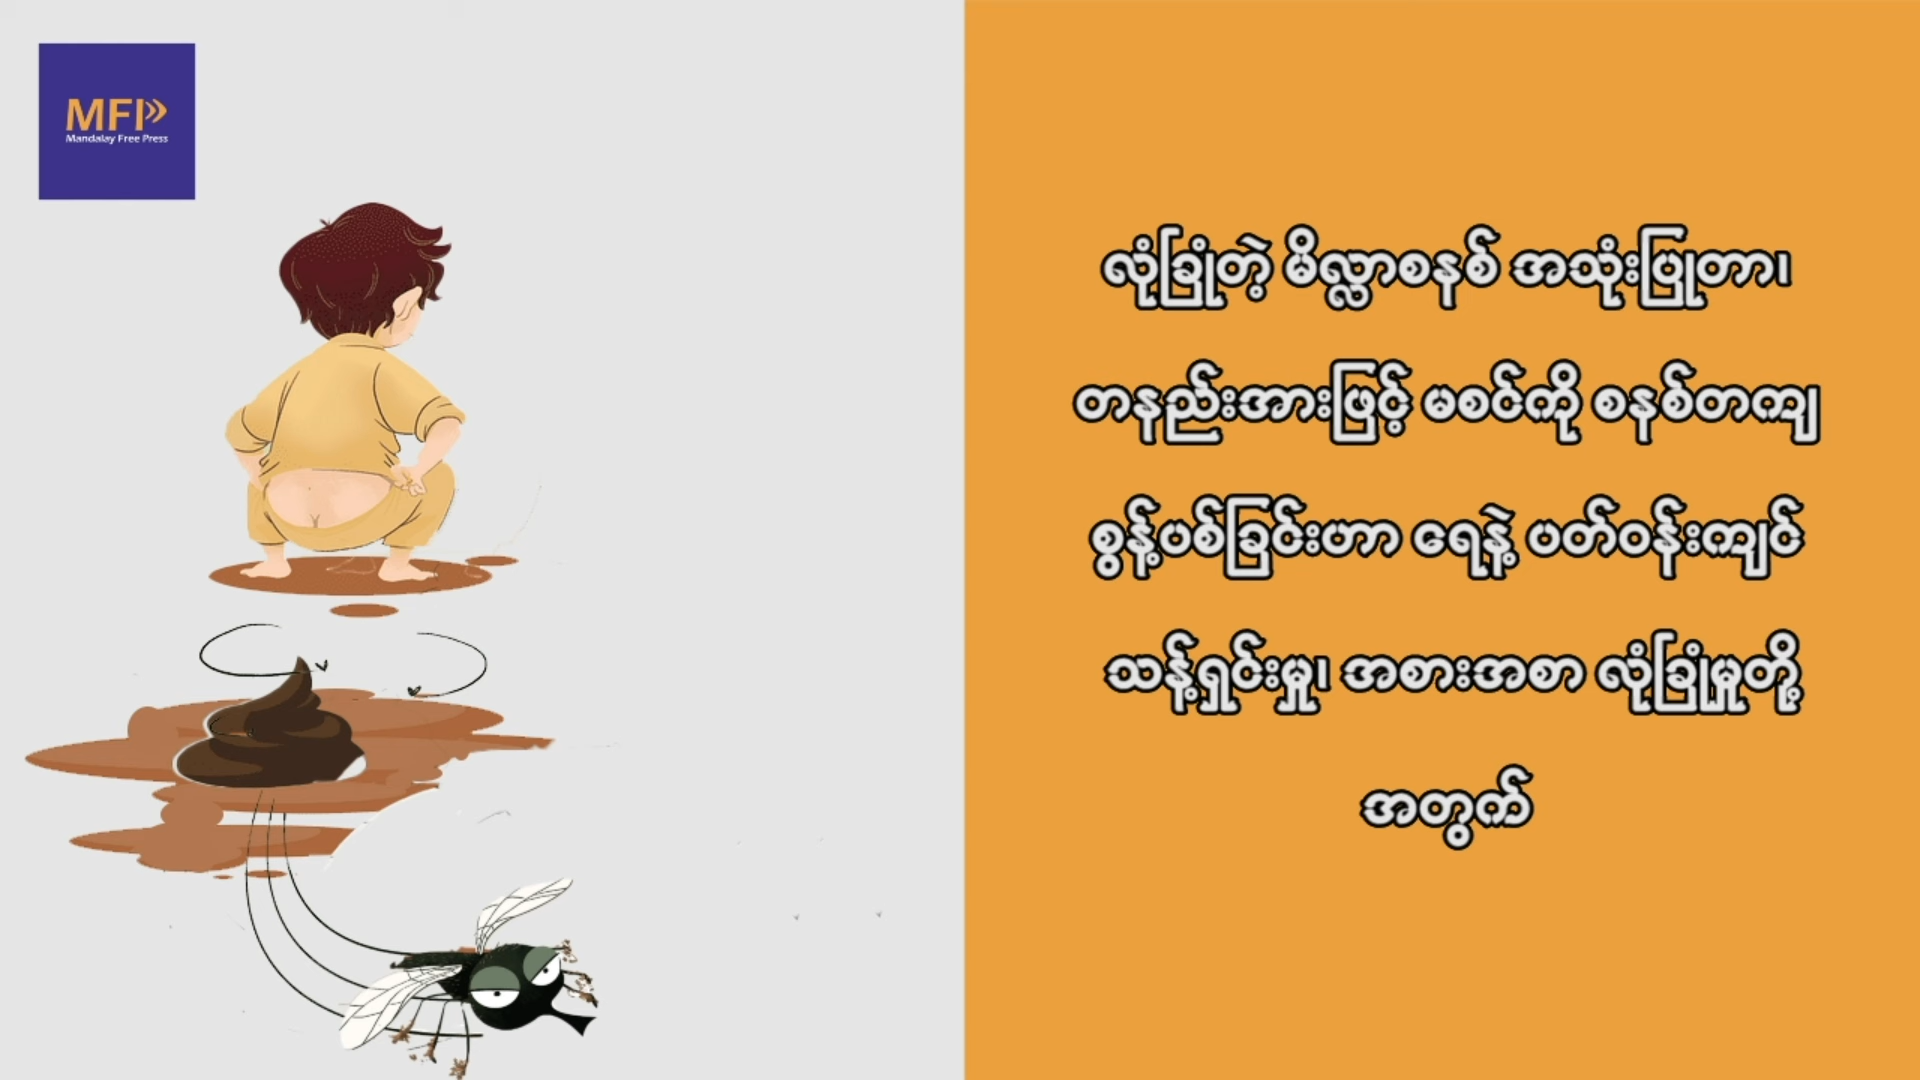 MFP
Mandalay Free Press
လုံခြုံတဲ့ မိလ္လာစနစ် အသုံးပြုတာ၊
တနည်းအားဖြင့် မစင်ကို စနစ်တကျ
စွန့်ပစ်ခြင်းဟာ ရေနဲ့ ပတ်ဝန်းကျင်
သန့်ရှင်းမှု၊ အစားအစာ လုံခြုံမှုတို့
အတွက်